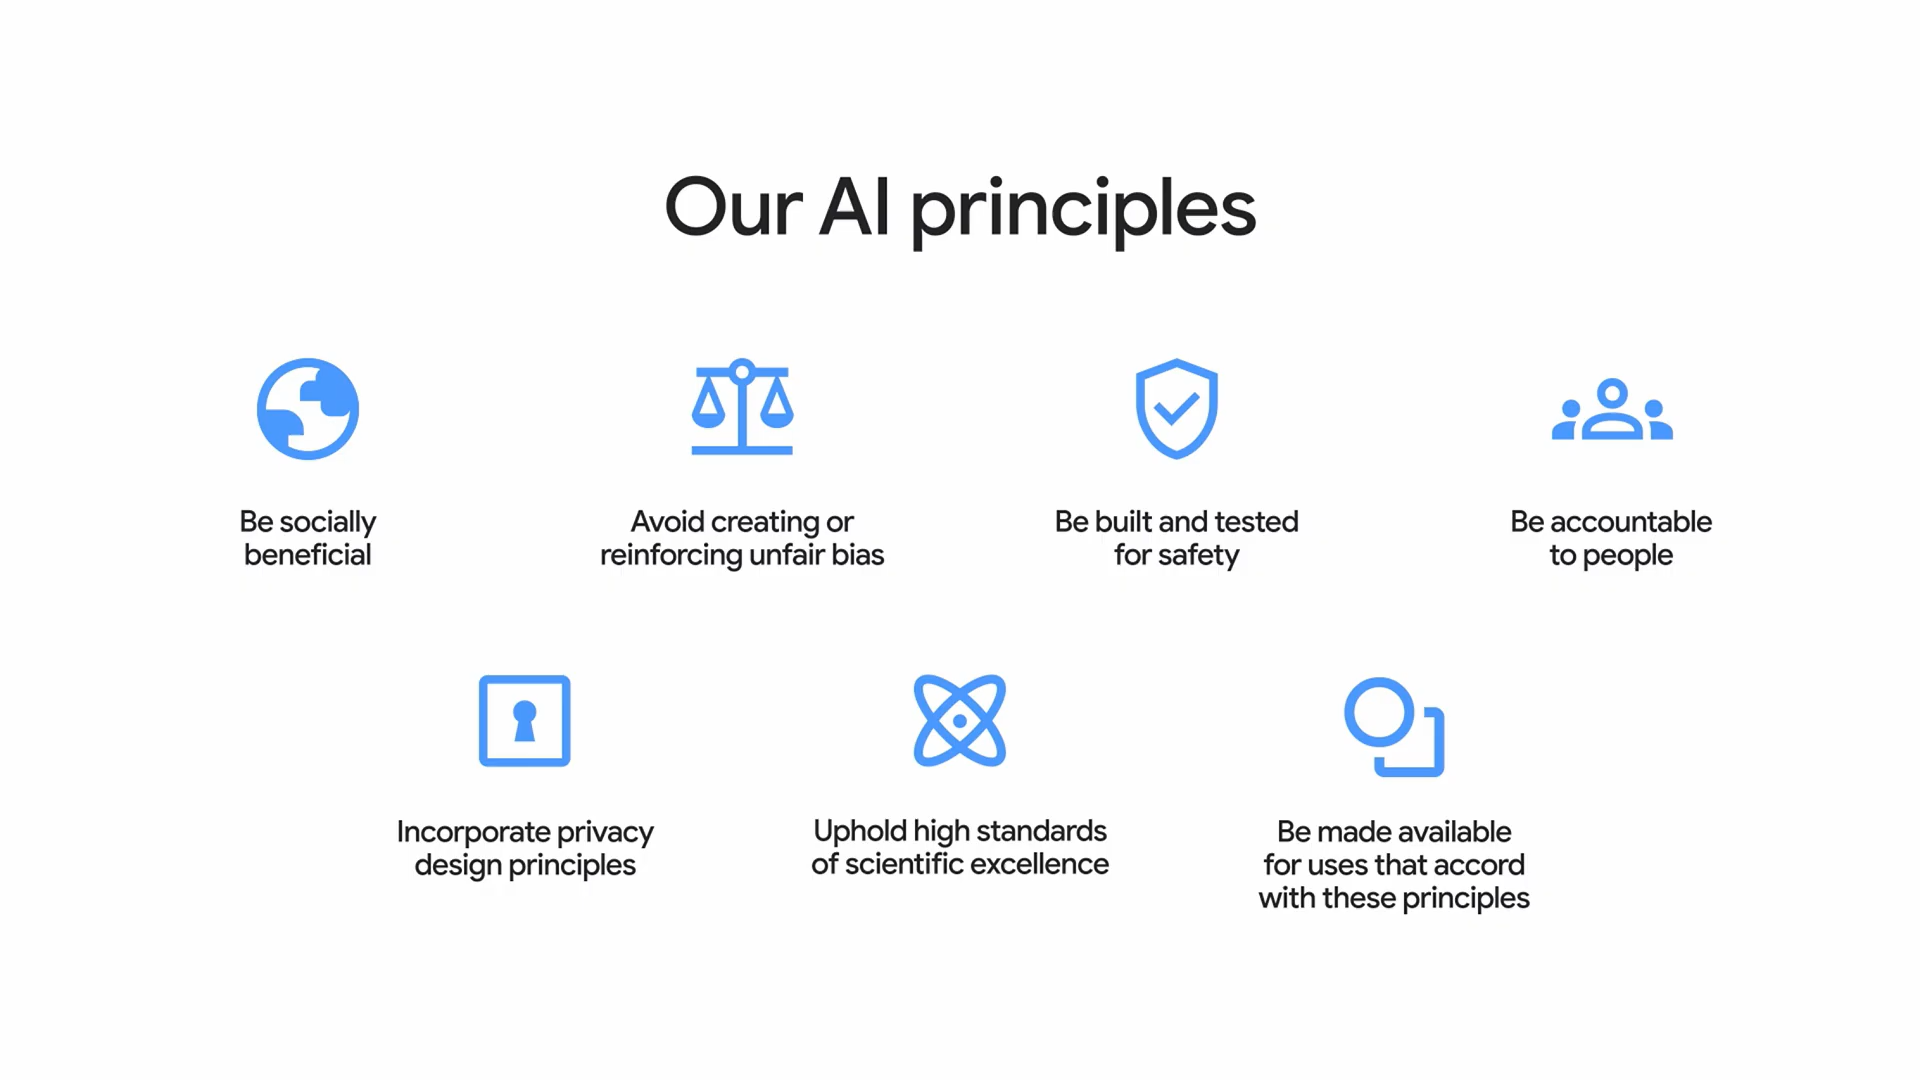 Our AI principles
Be socially
beneficial
Avoid creating or
reinforcing unfair bias
Be built and tested
for safety
Be accountable
to people
Incorporate privacy
design principles
Uphold high standards
of scientific excellence
Be made available
for uses that accord
with these principles